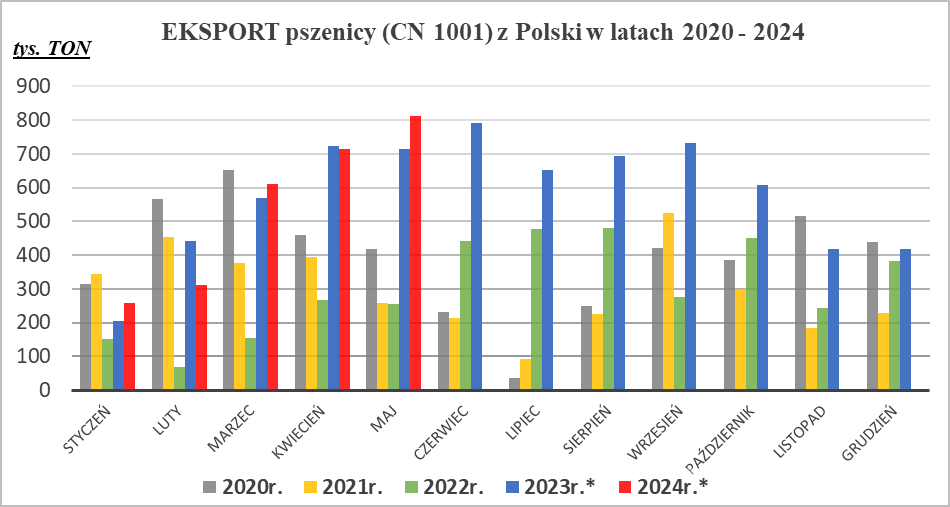 EKSPORT pszenicy (CN 1001) z Polski w latach 2020 - 2024
tys. TON
900
800
700
600
500
400
300
200
100
0
STYCZEŃ
LUTY
MARZEC
KWIECIEŃ
MAJ
CZERWIEC
LIPIEC
SIERPIEŃ
WRZESIEŃ
PAŹDZIERNIK
LISTOPAD
GRUDZIEŃ
2020r. 2021r. 2022r. 2023r.* 2024r.*